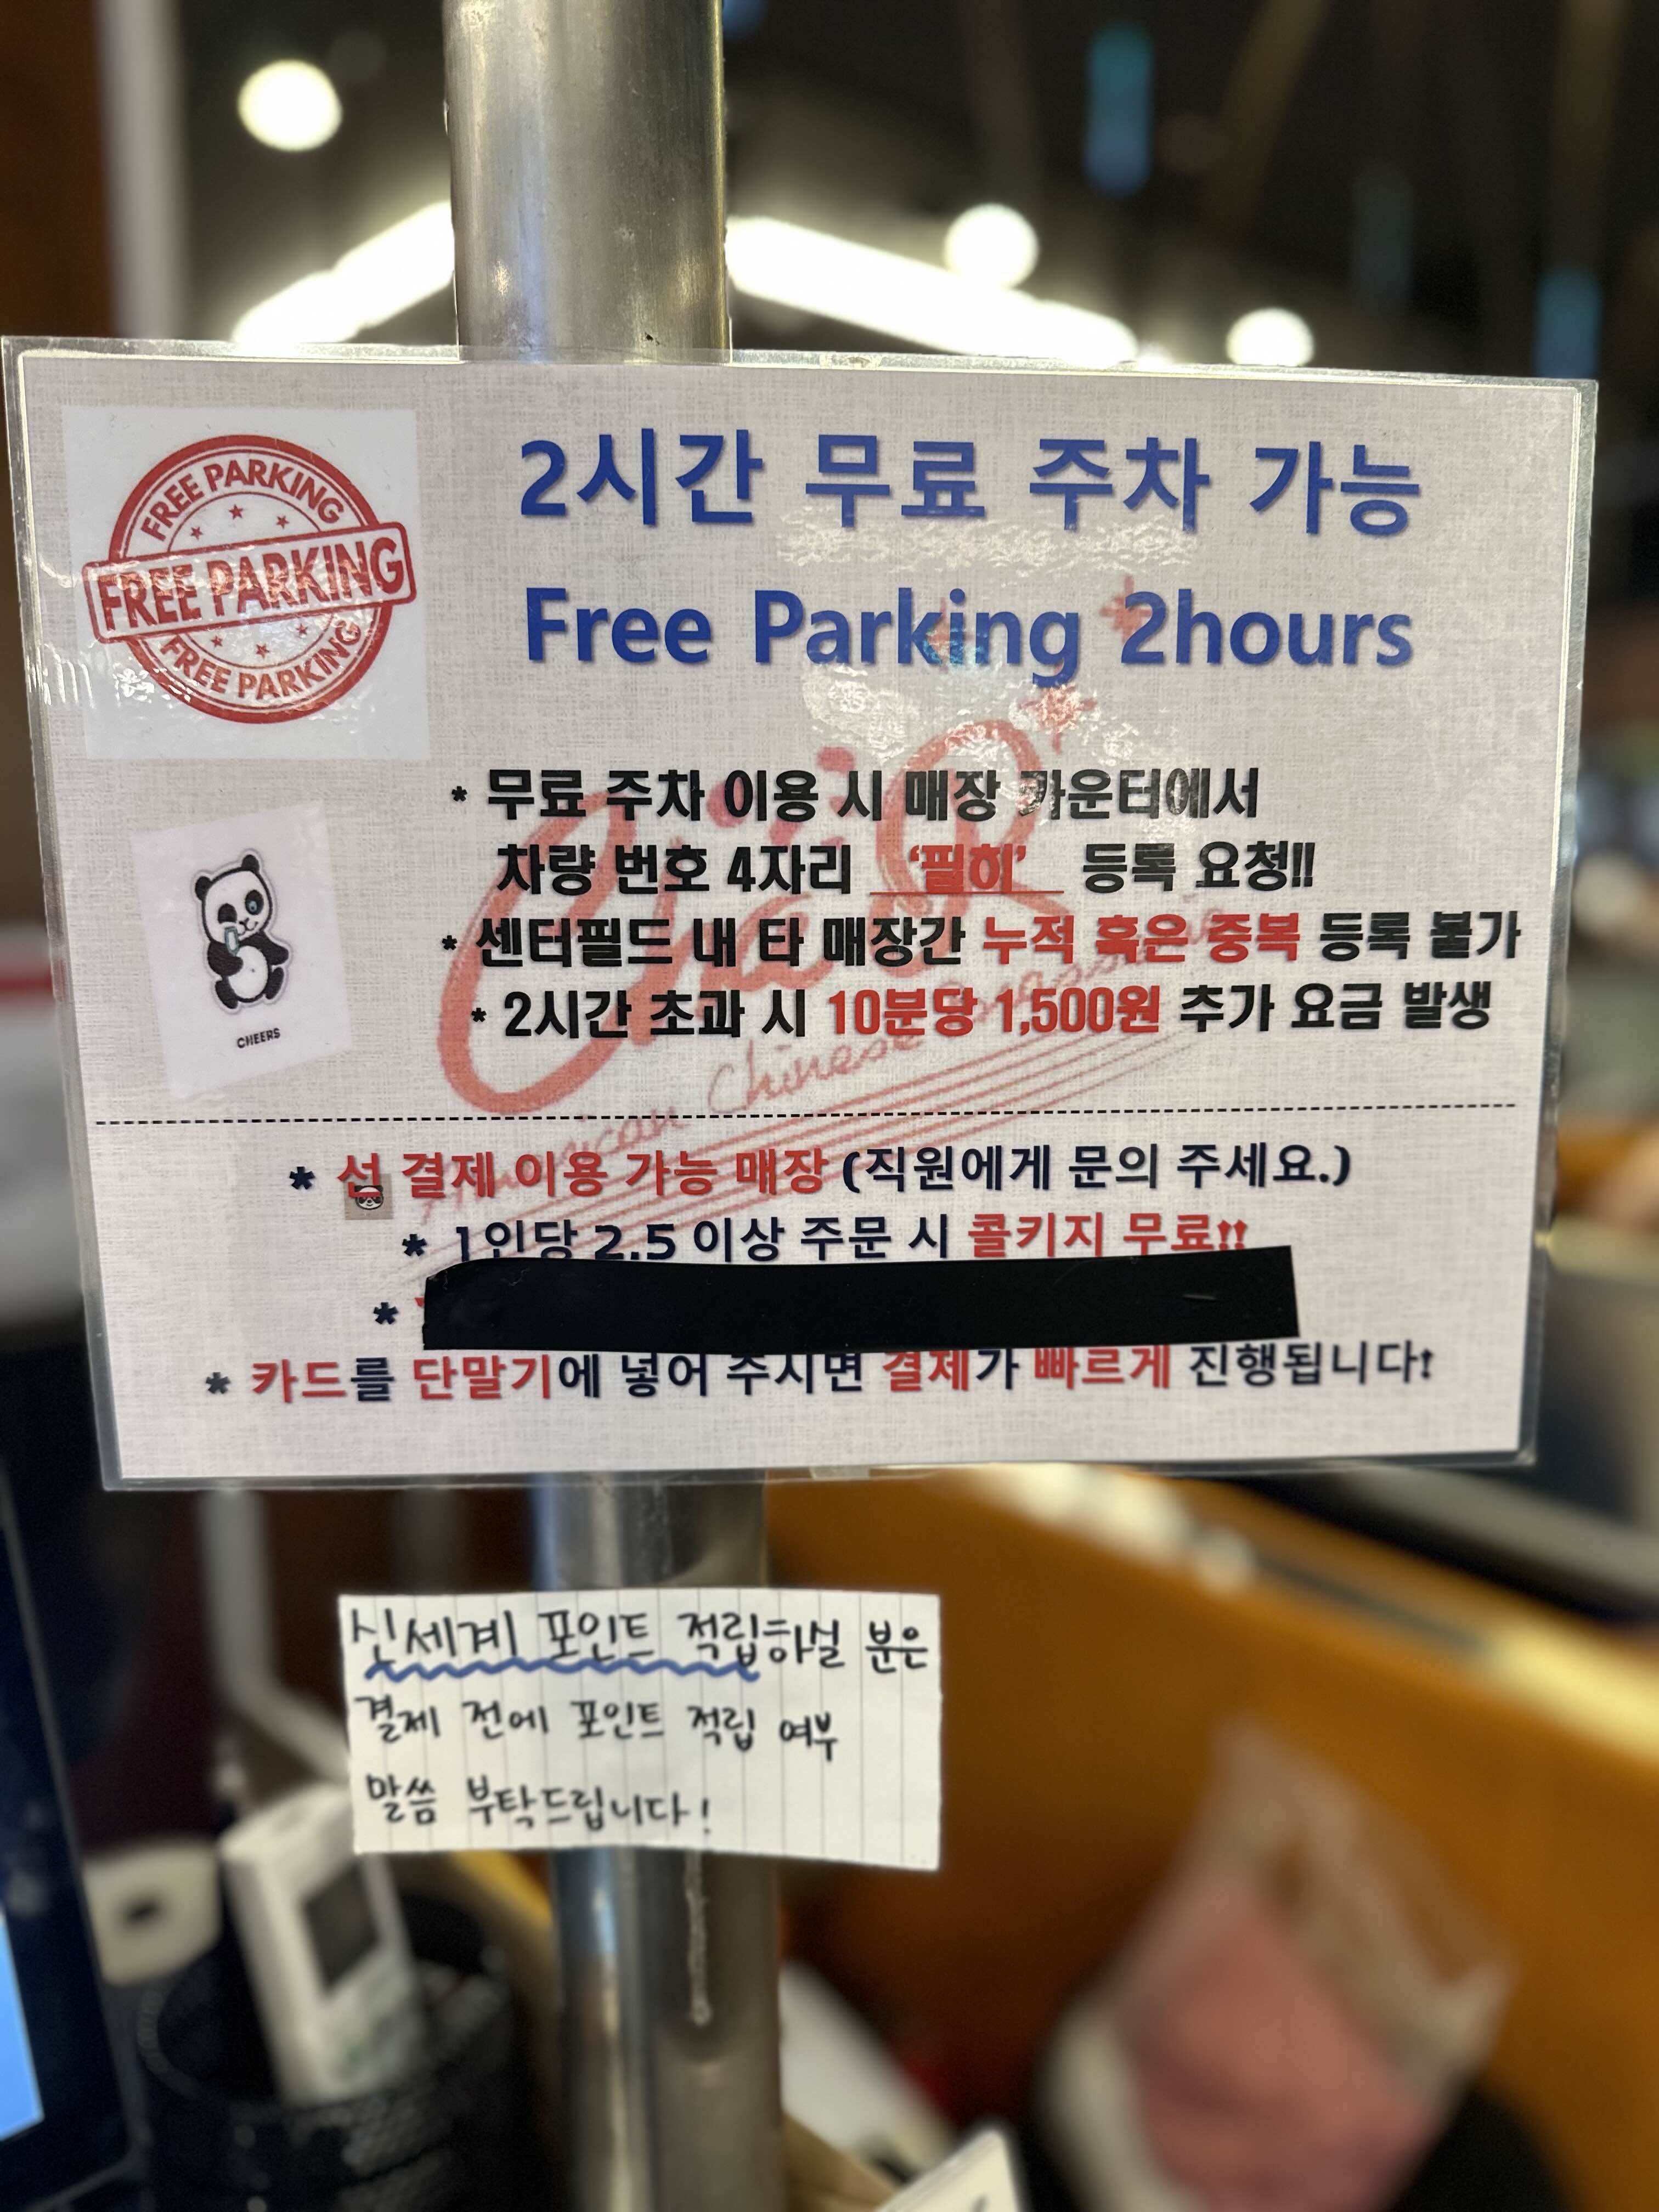 FREE PARKING
FREE PARKING
FREE PARKING
2시간 무료 주차 가능
Free Parking 2hours
* 무료 주차 이용 시 매장 카운터에서
차량 번호 4자리 ‘필히’ 등록 요청!!
* 센터필드 내 타 매장간 누적 혹은 중복 등록 불가
* 2시간 초과 시 10분당 1,500원 추가 요금 발생
CHEERS
Chai797
American Chinese
* 선 결제 이용 가능 매장 (직원에게 문의 주세요.)
* 1인당 2.5 이상 주문 시 콜키지 무료!!
*
* 카드를 단말기에 넣어 주시면 결제가 빠르게 진행됩니다!
신세계 포인트 적립하실 분은
결제 전에 포인트 적립 여부
말씀 부탁드립니다!